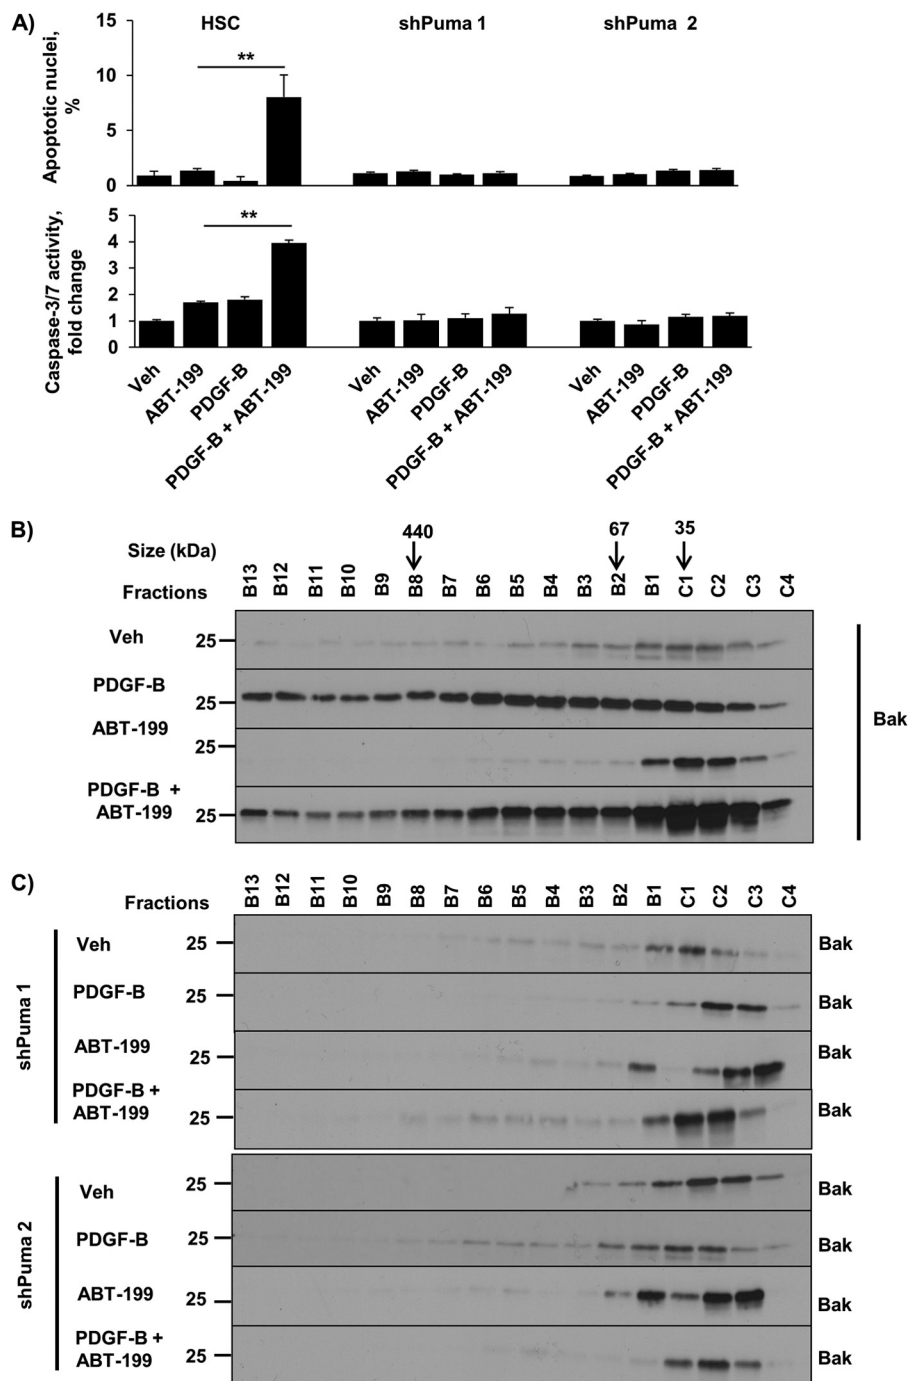 A)
HSC shPuma 1 shPuma 2
Apoptotic nuclei,
%
15
10
5
0
**
Caspase-3/7 activity,
fold change
5
4
3
2
1
0
**
Veh ABT-199 PDGF-B PDGF-B + ABT-199 Veh ABT-199 PDGF-B PDGF-B + ABT-199 Veh ABT-199 PDGF-B PDGF-B + ABT-199
B)
Size (kDa) 440 67 35
Fractions B13 B12 B11 B10 B9 B8 B7 B6 B5 B4 B3 B2 B1 C1 C2 C3 C4
Veh 25
PDGF-B 25
ABT-199 25
PDGF-B +
ABT-199 25
Bak
C)
Fractions B13 B12 B11 B10 B9 B8 B7 B6 B5 B4 B3 B2 B1 C1 C2 C3 C4
shPuma 1
Veh 25 Bak
PDGF-B 25 Bak
ABT-199 25 Bak
PDGF-B +
ABT-199 25 Bak
shPuma 2
Veh 25 Bak
PDGF-B 25 Bak
ABT-199 25 Bak
PDGF-B +
ABT-199 25 Bak